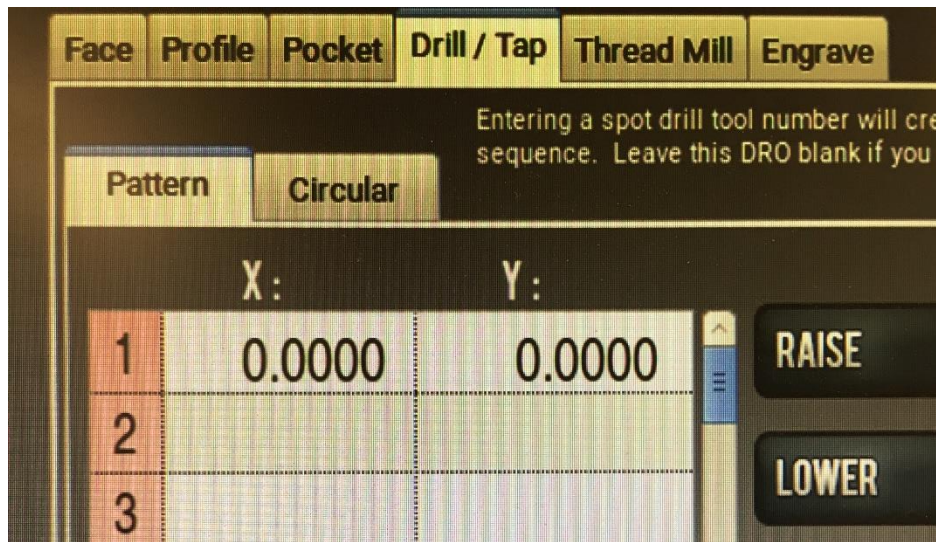 Face Profile Pocket Drill / Tap Thread Mill Engrave
Entering a spot drill tool number will cre
sequence. Leave this DRO blank if you
Pattern Circular
X: Y:
1 0.0000 0.0000
RAISE
2
LOWER
3